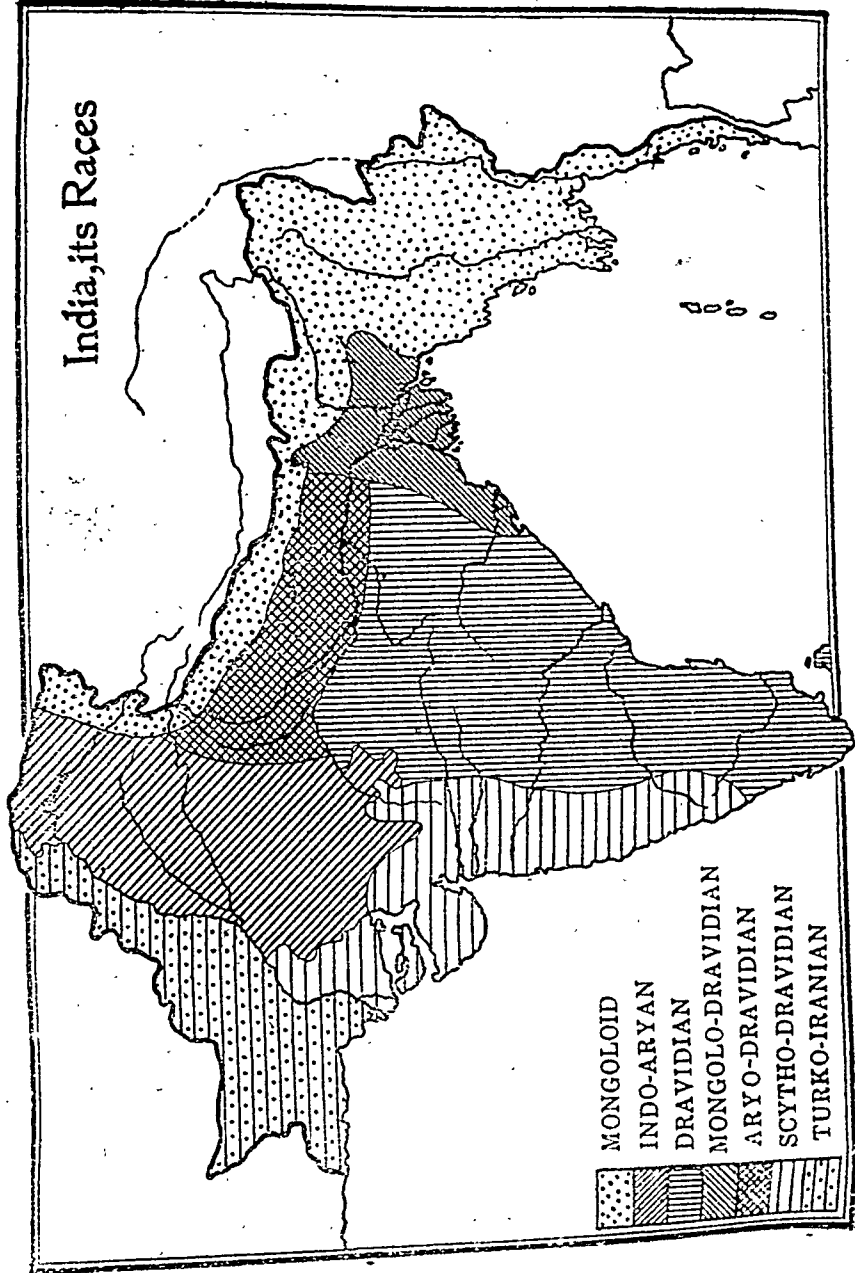 India, its Races
MONGOLOID
INDO-ARYAN
DRAVIDIAN
MONGOLO-DRAVIDIAN
ARYO-DRAVIDIAN
SCYTHO-DRAVIDIAN
TURKO-IRANIAN